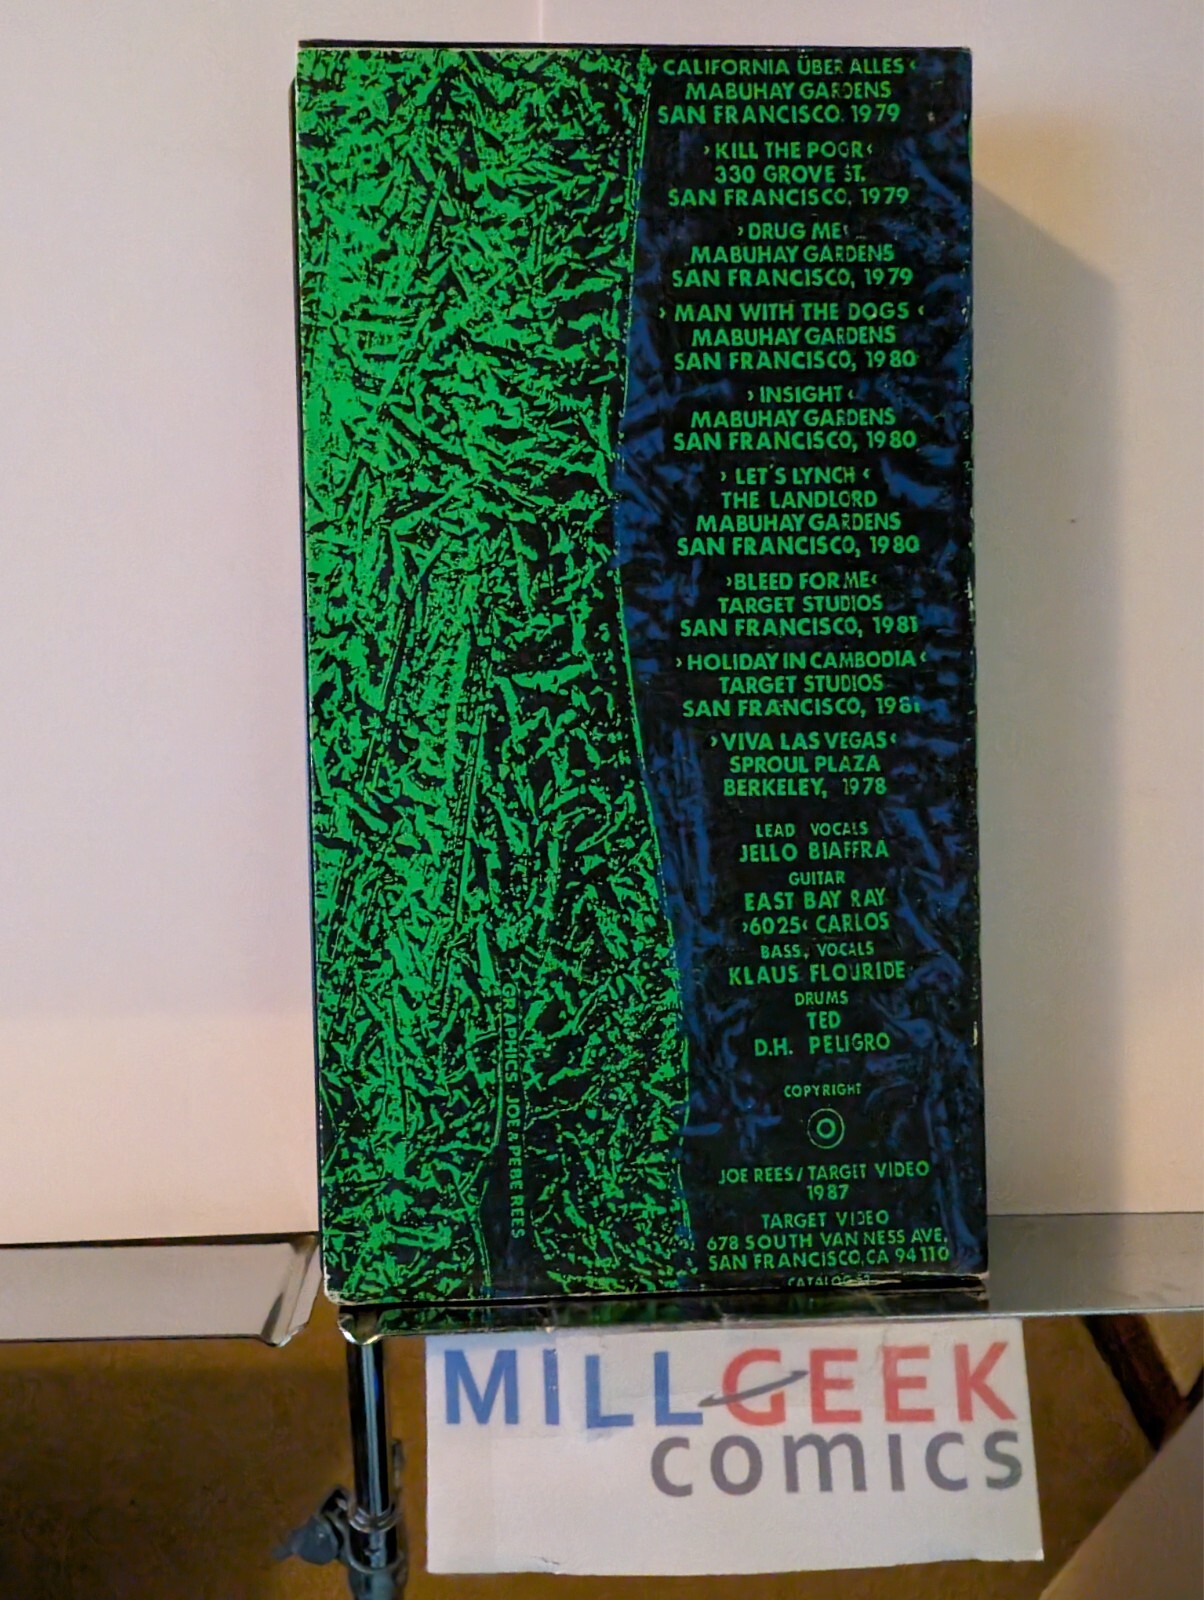 ›CALIFORNIA ÜBER ALLES‹
MABUHAY GARDENS
SAN FRANCISCO. 1979
›KILL THE POOR‹
330 GROVE ST.
SAN FRANCISCO, 1979
›DRUG ME‹
MABUHAY GARDENS
SAN FRANCISCO, 1979
›MAN WITH THE DOGS‹
MABUHAY GARDENS
SAN FRANCISCO, 1980
›INSIGHT‹
MABUHAY GARDENS
SAN FRANCISCO, 1980
›LET'S LYNCH‹
THE LANDLORD
MABUHAY GARDENS
SAN FRANCISCO, 1980
›BLEED FOR ME‹
TARGET STUDIOS
SAN FRANCISCO, 1981
›HOLIDAY IN CAMBODIA‹
TARGET STUDIOS
SAN FRANCISCO, 1981
›VIVA LAS VEGAS‹
SPROUL PLAZA
BERKELEY, 1978
LEAD VOCALS
JELLO BIAFFRA
GUITAR
EAST BAY RAY
›6025‹ CARLOS
BASS, VOCALS
KLAUS FLOURIDE
DRUMS
TED
D.H. PELIGRO
COPYRIGHT
JOE REES/TARGET VIDEO
1987
TARGET VIDEO
678 SOUTH VAN NESS AVE.
SAN FRANCISCO, CA 94110
GRAPHICS JOE & REES
MILLGEEK
comics